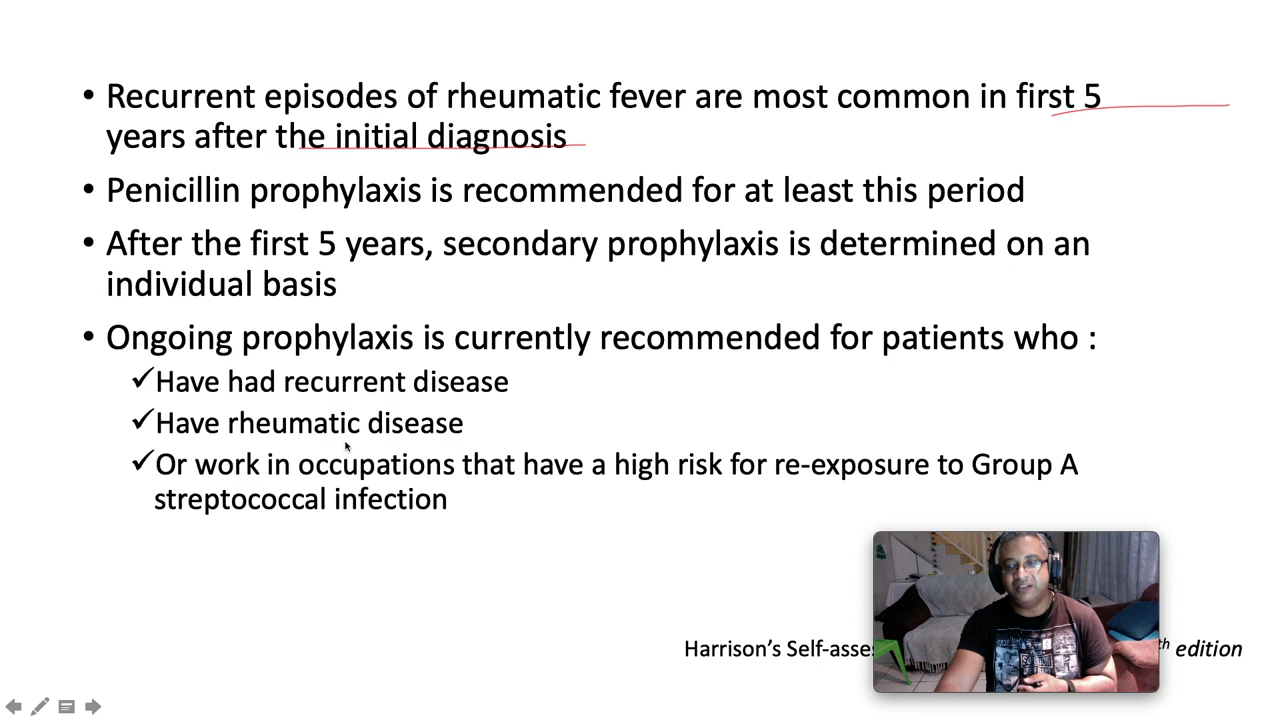 • Recurrent episodes of rheumatic fever are most common in first 5
years after the initial diagnosis
• Penicillin prophylaxis is recommended for at least this period
• After the first 5 years, secondary prophylaxis is determined on an
individual basis
• Ongoing prophylaxis is currently recommended for patients who :
✓Have had recurrent disease
✓Have rheumatic disease
✓Or work in occupations that have a high risk for re-exposure to Group A
streptococcal infection
Harrison's th edition